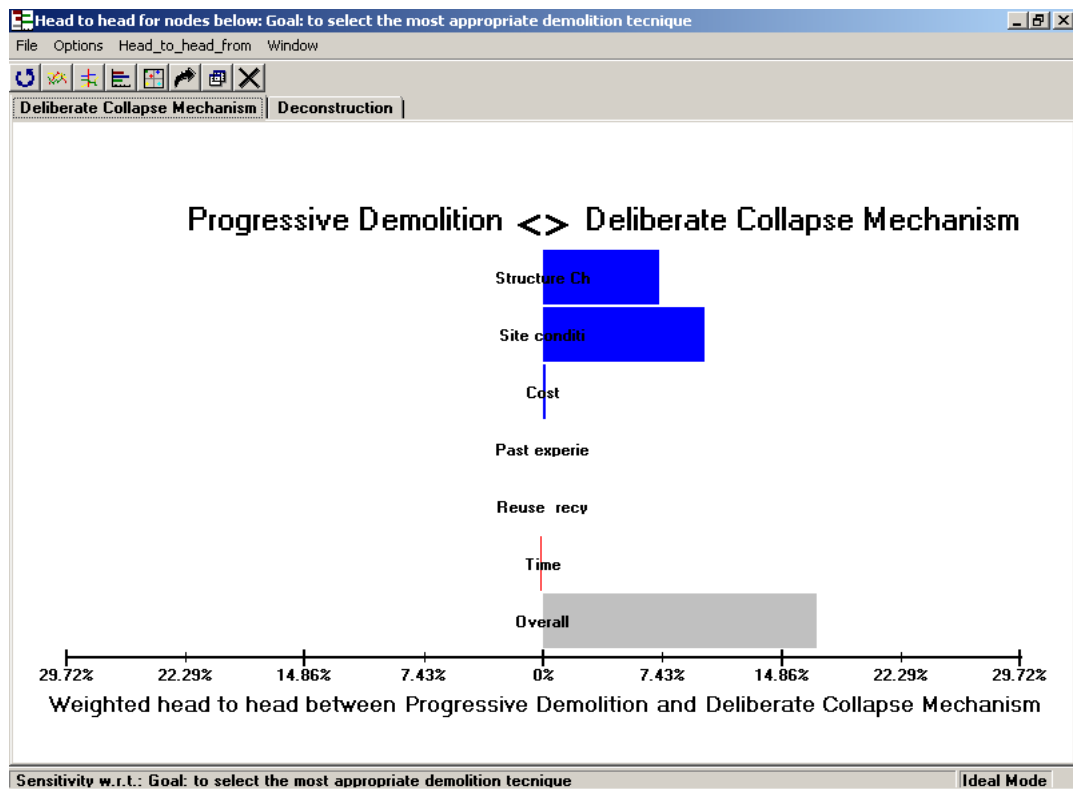 Head to head for nodes below: Goal: to select the most appropriate demolition tecnique
File Options Head_to_head_from Window
Deliberate Collapse Mechanism Deconstruction
Progressive Demolition <> Deliberate Collapse Mechanism
Structure Ch
Site conditi
Cost
Past experie
Reuse recy
Time
Overall
29.72% 22.29% 14.86% 7.43% 0% 7.43% 14.86% 22.29% 29.72%
Weighted head to head between Progressive Demolition and Deliberate Collapse Mechanism
Sensitivity w.r.t.: Goal: to select the most appropriate demolition tecnique Ideal Mode